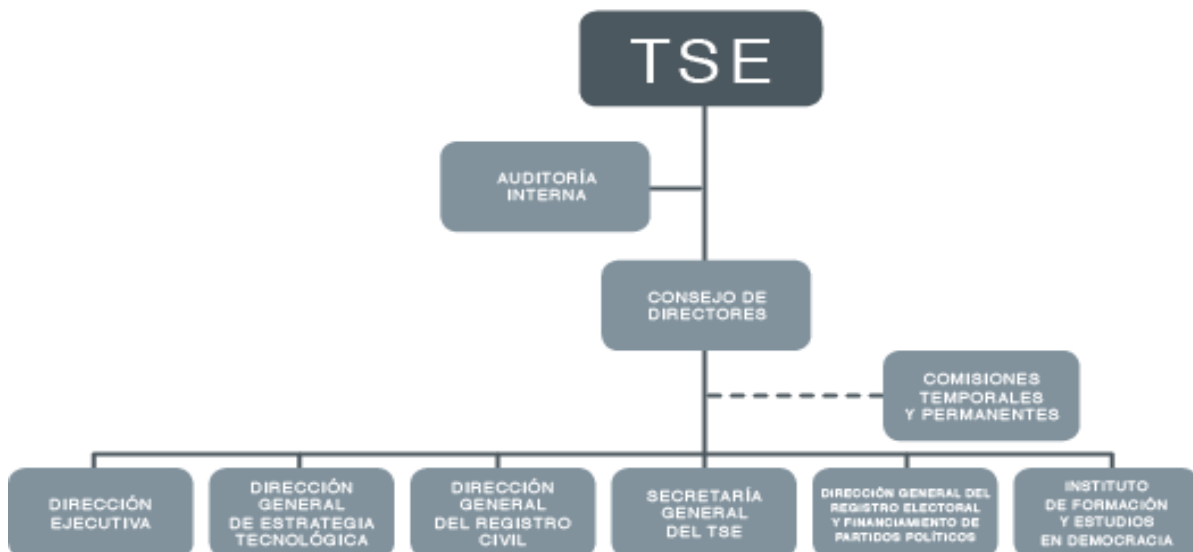 TSE
AUDITORÍA
INTERNA
CONSEJO DE
DIRECTORES
COMISIONES
TEMPORALES
Y PERMANENTES
DIRECCIÓN
EJECUTIVA
DIRECCIÓN
GENERAL
DE ESTRATEGIA
TECNOLÓGICA
DIRECCIÓN
GENERAL
DEL REGISTRO
CIVIL
SECRETARÍA
GENERAL
DEL TSE
DIRECCIÓN GENERAL DEL
REGISTRO ELECTORAL
Y FINANCIAMIENTO DE
PARTIDOS POLÍTICOS
INSTITUTO
DE FORMACIÓN
Y ESTUDIOS
EN DEMOCRACIA